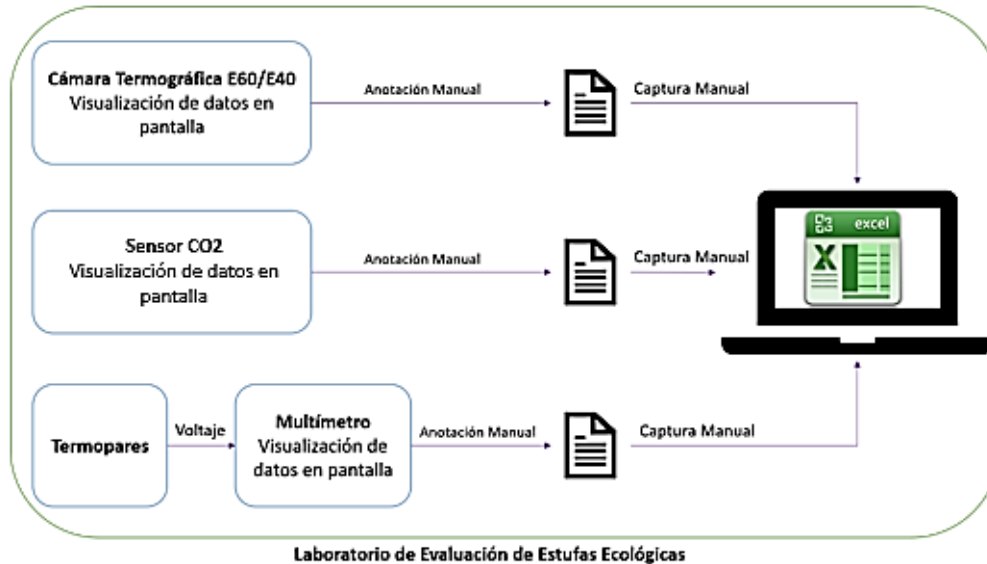 Cámara Termográfica E60/E40
Visualización de datos en
pantalla
Anotación Manual
Captura Manual
Sensor CO2
Visualización de datos en
pantalla
Anotación Manual
Captura Manual
excel
X
Termopares
Voltaje
Multímetro
Visualización de
datos en pantalla
Anotación Manual
Captura Manual
Laboratorio de Evaluación de Estufas Ecológicas